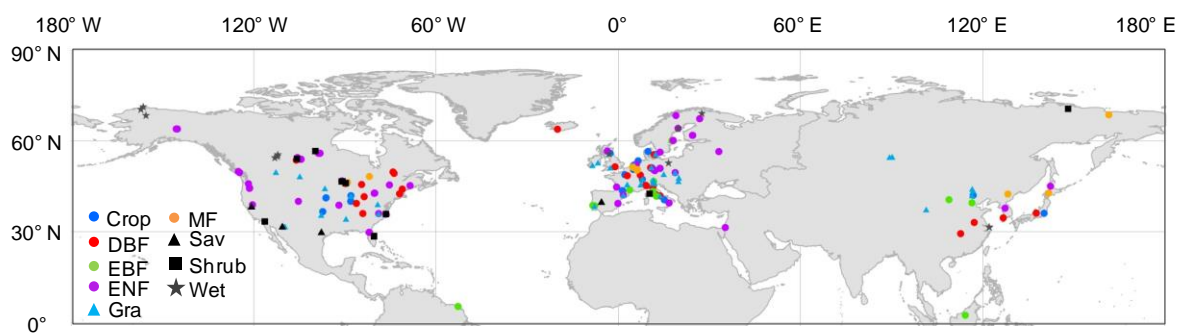 180° W 120° W 60° W 0° 60° E 120° E 180° E
90° N
60° N
30° N
0°
Crop MF
DBF Sav
EBF Shrub
ENF Wet
Gra